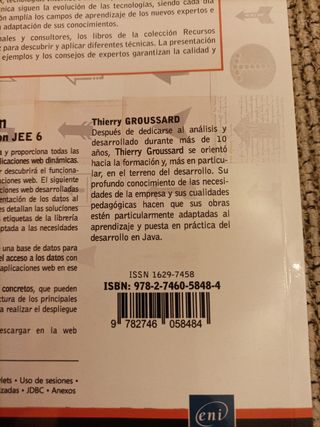 nica siguen la evolución de las tecnologías, siendo cada día
ón amplía los campos de aprendizaje de los nuevos expertos e
adaptación de sus conocimientos.
nales y consultores, los libros de la colección Recursos
para descubrir y aplicar diferentes técnicas. La presentación
ejemplos y los consejos de expertos garantizan la calidad y
n
on JEE 6
a y proporciona todas las
licaciones web dinámicas.
r descubrirá el funciona-
aciones web. El siguiente
aciones web desarrolladas
entación de los datos al
es detallan las soluciones
etiquetas de la librería
ptada a las necesidades
una base de datos para
el acceso a los datos con
aplicaciones web en ese
concretos, que pueden
ctura de los principales
a realizar el despliegue
escargar en la web
Thierry GROUSSARD
Después de dedicarse al análisis y
desarrollado durante más de 10
años, Thierry Groussard se orientó
hacia la formación y, más en particu-
lar, en el terreno del desarrollo. Su
profundo conocimiento de las necesi-
dades de la empresa y sus cualidades
pedagógicas hacen que sus obras
estén particularmente adaptadas al
aprendizaje y puesta en práctica del
desarrollo en Java.
ISSN 1629-7458
ISBN: 978-2-7460-5848-4
9 782746 058484
lets • Uso de sesiones •
izadas • JDBC • Anexos
eni